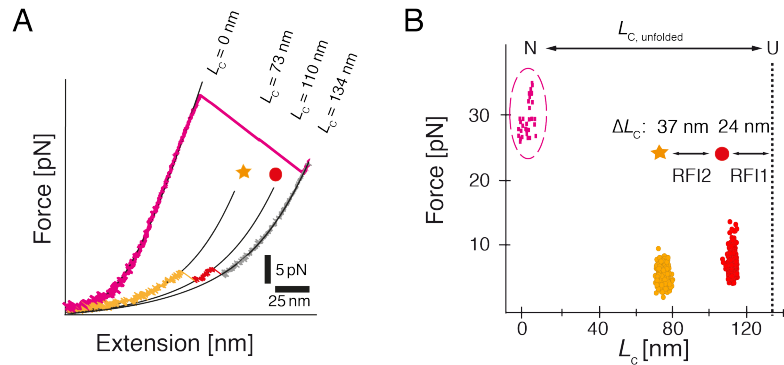 A
L_C = 0 nm
L_C = 73 nm
L_C = 110 nm
L_C = 134 nm
Force [pN]
5 pN
25 nm
Extension [nm]
B
N
L_C, unfolded
U
30
20
10
Force [pN]
ΔL_C: 37 nm 24 nm
RFI2 RFI1
0 40 80 120
L_c [nm]